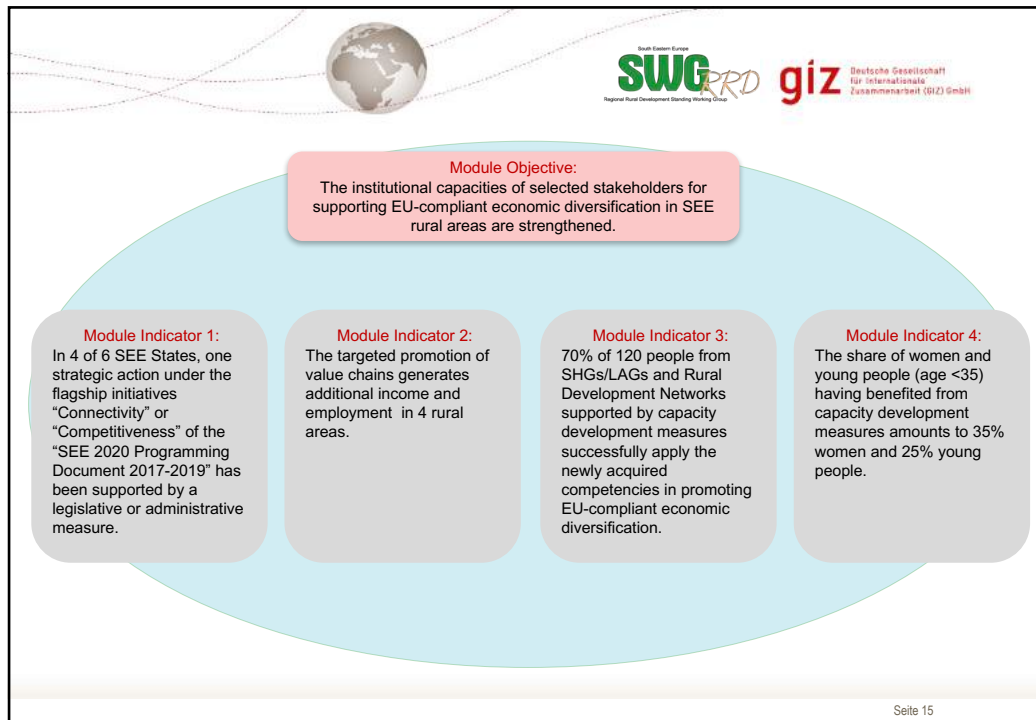 South Eastern Europe
SWG RRD
Regional Rural Development Standing Working Group
giz
Deutsche Gesellschaft
für Internationale
Zusammenarbeit (GIZ) GmbH
Module Objective:
The institutional capacities of selected stakeholders for
supporting EU-compliant economic diversification in SEE
rural areas are strengthened.
Module Indicator 1:
In 4 of 6 SEE States, one
strategic action under the
flagship initiatives
“Connectivity” or
“Competitiveness” of the
“SEE 2020 Programming
Document 2017-2019” has
been supported by a
legislative or administrative
measure.
Module Indicator 2:
The targeted promotion of
value chains generates
additional income and
employment in 4 rural
areas.
Module Indicator 3:
70% of 120 people from
SHGs/LAGs and Rural
Development Networks
supported by capacity
development measures
successfully apply the
newly acquired
competencies in promoting
EU-compliant economic
diversification.
Module Indicator 4:
The share of women and
young people (age <35)
having benefited from
capacity development
measures amounts to 35%
women and 25% young
people.
Seite 15